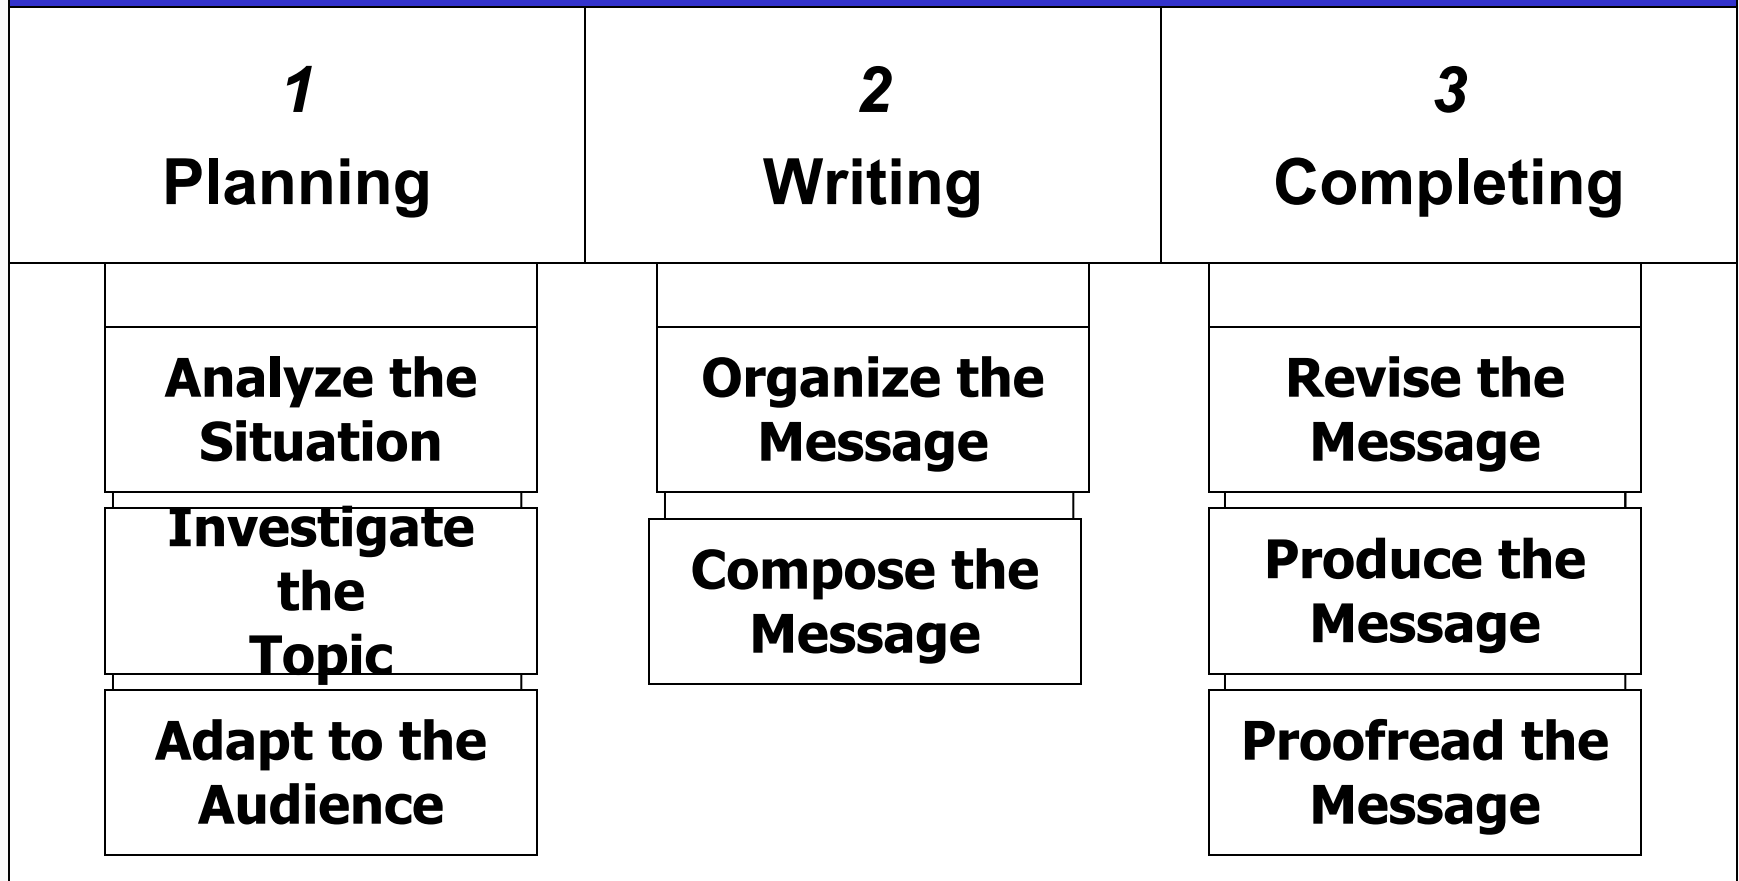 1
Planning
2
Writing
3
Completing
Analyze the
Situation
Investigate
the
Topic
Adapt to the
Audience
Organize the
Message
Compose the
Message
Revise the
Message
Produce the
Message
Proofread the
Message